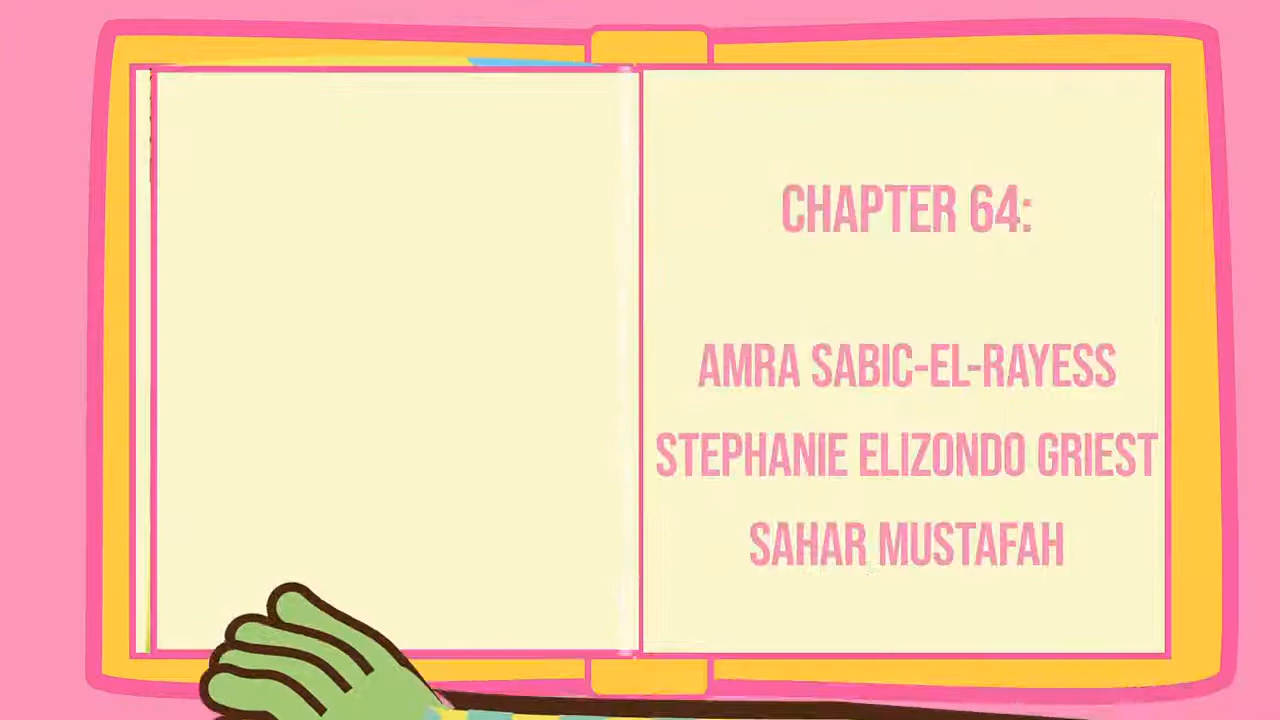 CHAPTER 64:
AMRA SABIC-EL-RAYESS
STEPHANIE ELIZONDO GRIEST
SAHAR MUSTAFAH